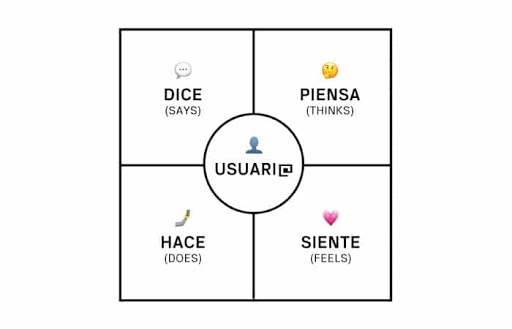 DICE
(SAYS)
PIENSA
(THINKS)
USUARI@
HACE
(DOES)
SIENTE
(FEELS)